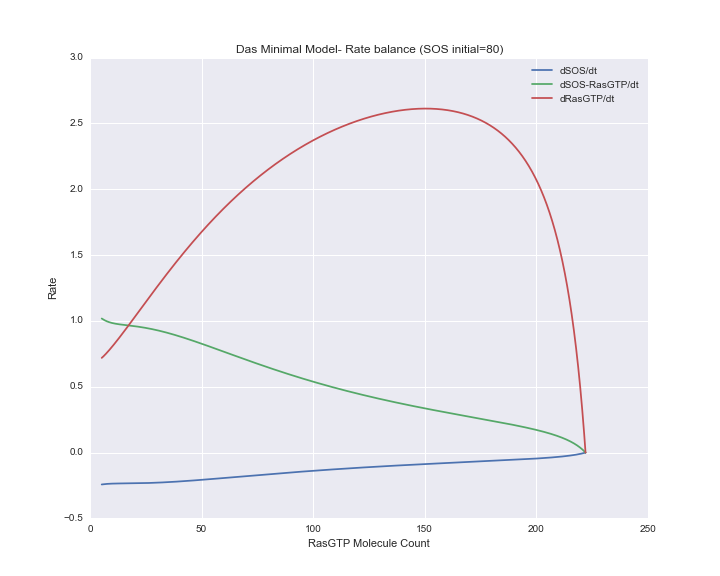 Das Minimal Model- Rate balance (SOS initial=80)
dSOS/dt
dSOS-RasGTP/dt
dRasGTP/dt
3.0
2.5
2.0
1.5
1.0
0.5
0.0
−0.5
Rate
0 50 100 150 200 250
RasGTP Molecule Count